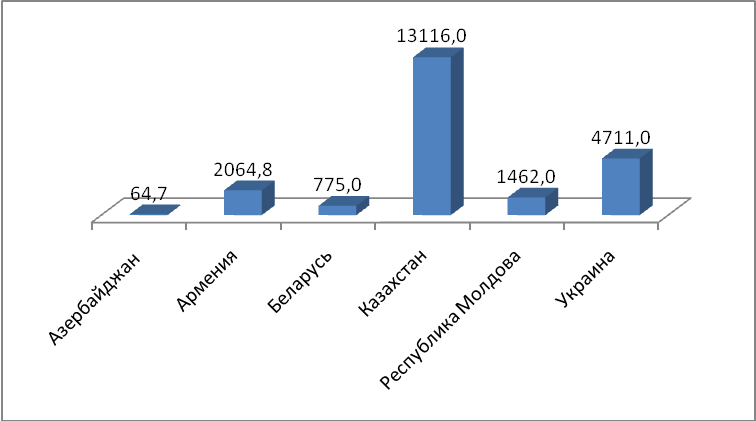 64,7
2064,8
775,0
13116,0
1462,0
4711,0
Азербайджан
Армения
Беларусь
Казахстан
Республика Молдова
Украина